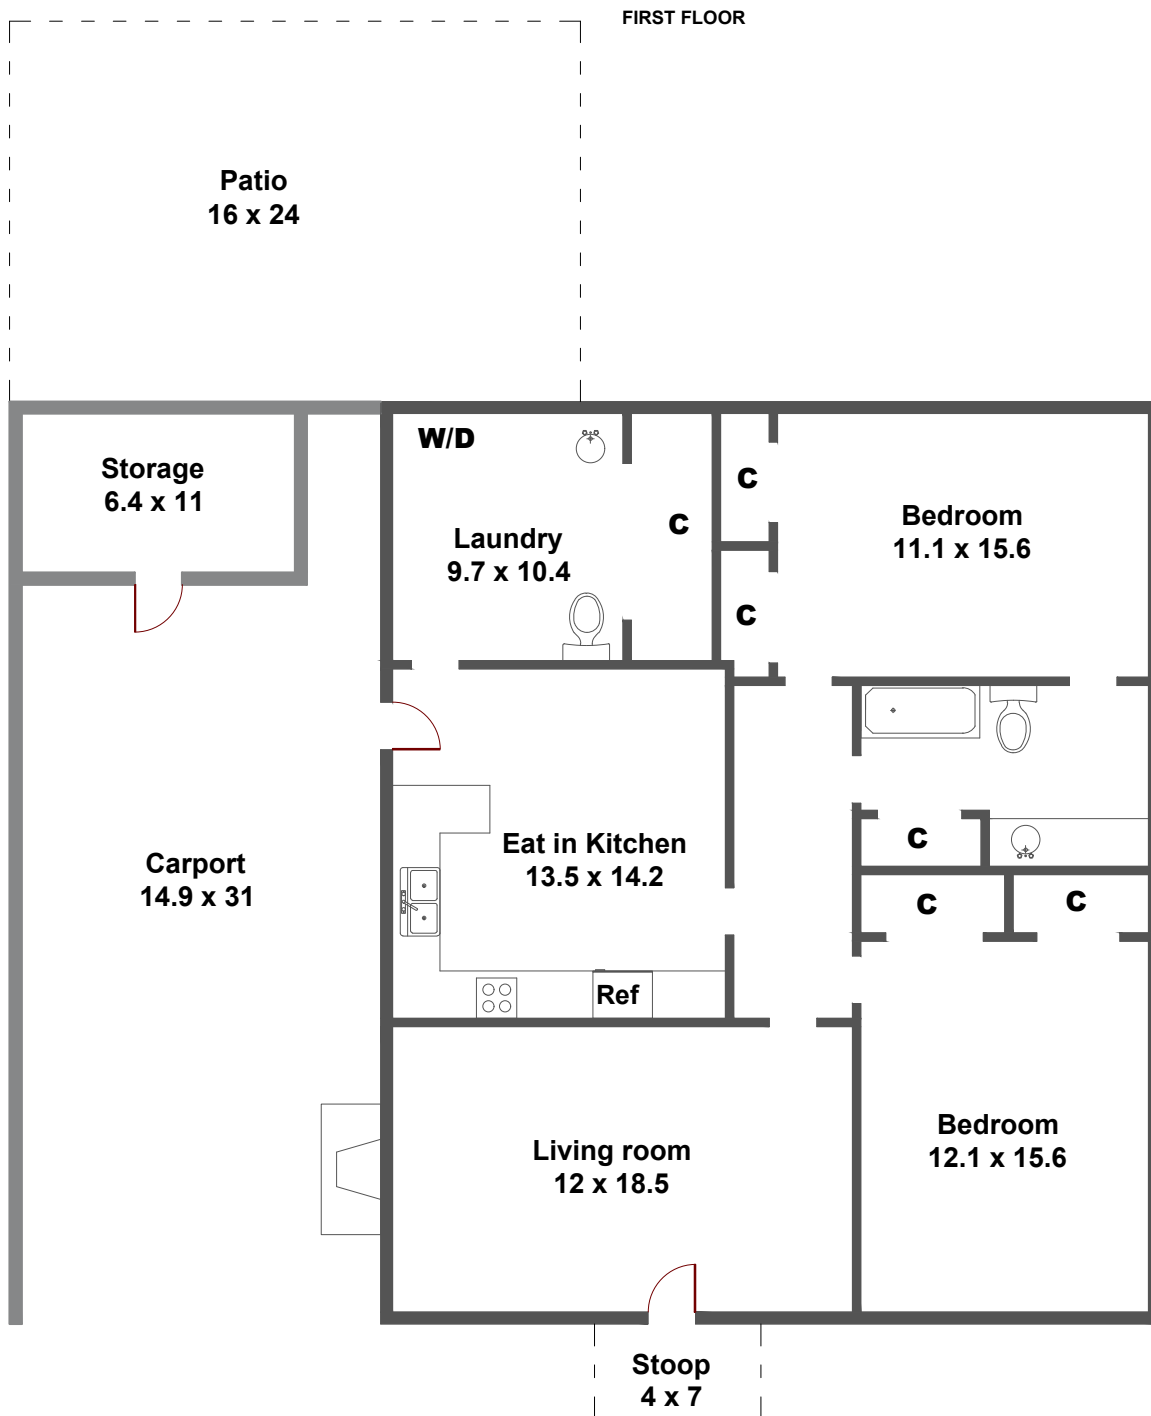 FIRST FLOOR
Patio
16 x 24
W/D
Storage
6.4 x 11
C
C
Bedroom
11.1 x 15.6
Laundry
9.7 x 10.4
C
Eat in Kitchen
13.5 x 14.2
C
Carport
14.9 x 31
C
C
Ref
Living room
12 x 18.5
Bedroom
12.1 x 15.6
Stoop
4 x 7